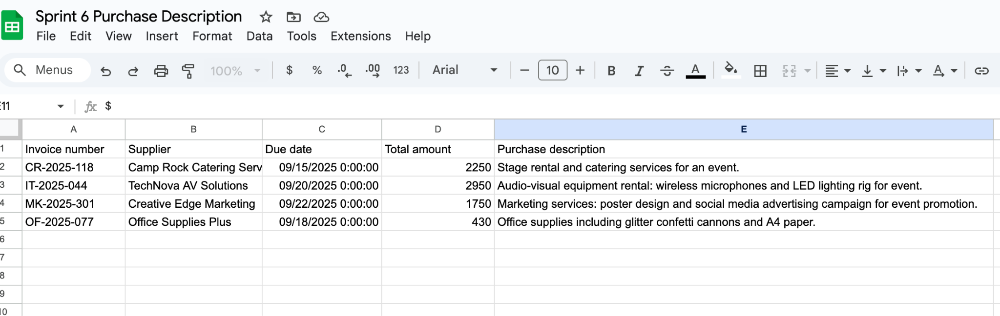 Sprint 6 Purchase Description
File Edit View Insert Format Data Tools Extensions Help
Menus 100% $ % .0 .00 123 Arial 10 B I S A A
E11 fx $
A B C D E
1 Invoice number Supplier Due date Total amount Purchase description
2 CR-2025-118 Camp Rock Catering Serv 09/15/2025 0:00:00 2250 Stage rental and catering services for an event.
3 IT-2025-044 TechNova AV Solutions 09/20/2025 0:00:00 2950 Audio-visual equipment rental: wireless microphones and LED lighting rig for event.
4 MK-2025-301 Creative Edge Marketing 09/22/2025 0:00:00 1750 Marketing services: poster design and social media advertising campaign for event promotion.
5 OF-2025-077 Office Supplies Plus 09/18/2025 0:00:00 430 Office supplies including glitter confetti cannons and A4 paper.
6
7
8
9
10